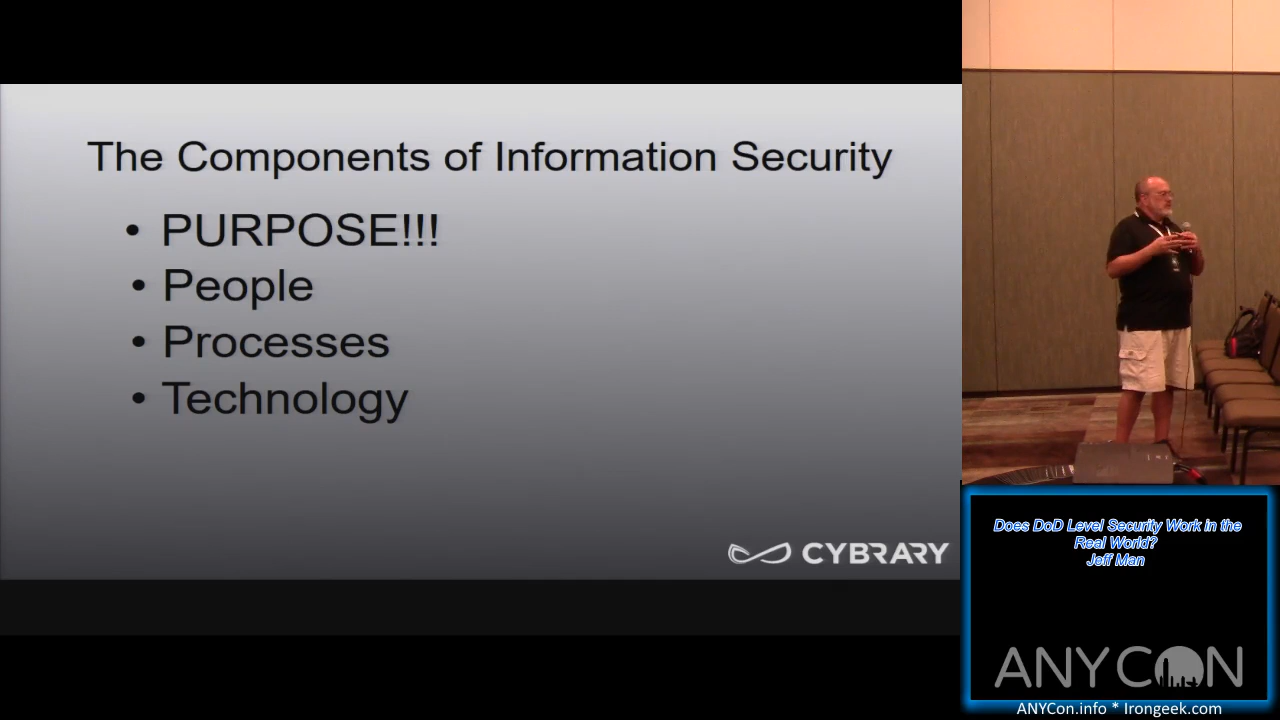 The Components of Information Security
• PURPOSE!!!
• People
• Processes
• Technology
CYBRARY
Does DoD Level Security Work in the
Real World?
Jeff Man
ANYCON
ANYCon.info * Irongeek.com